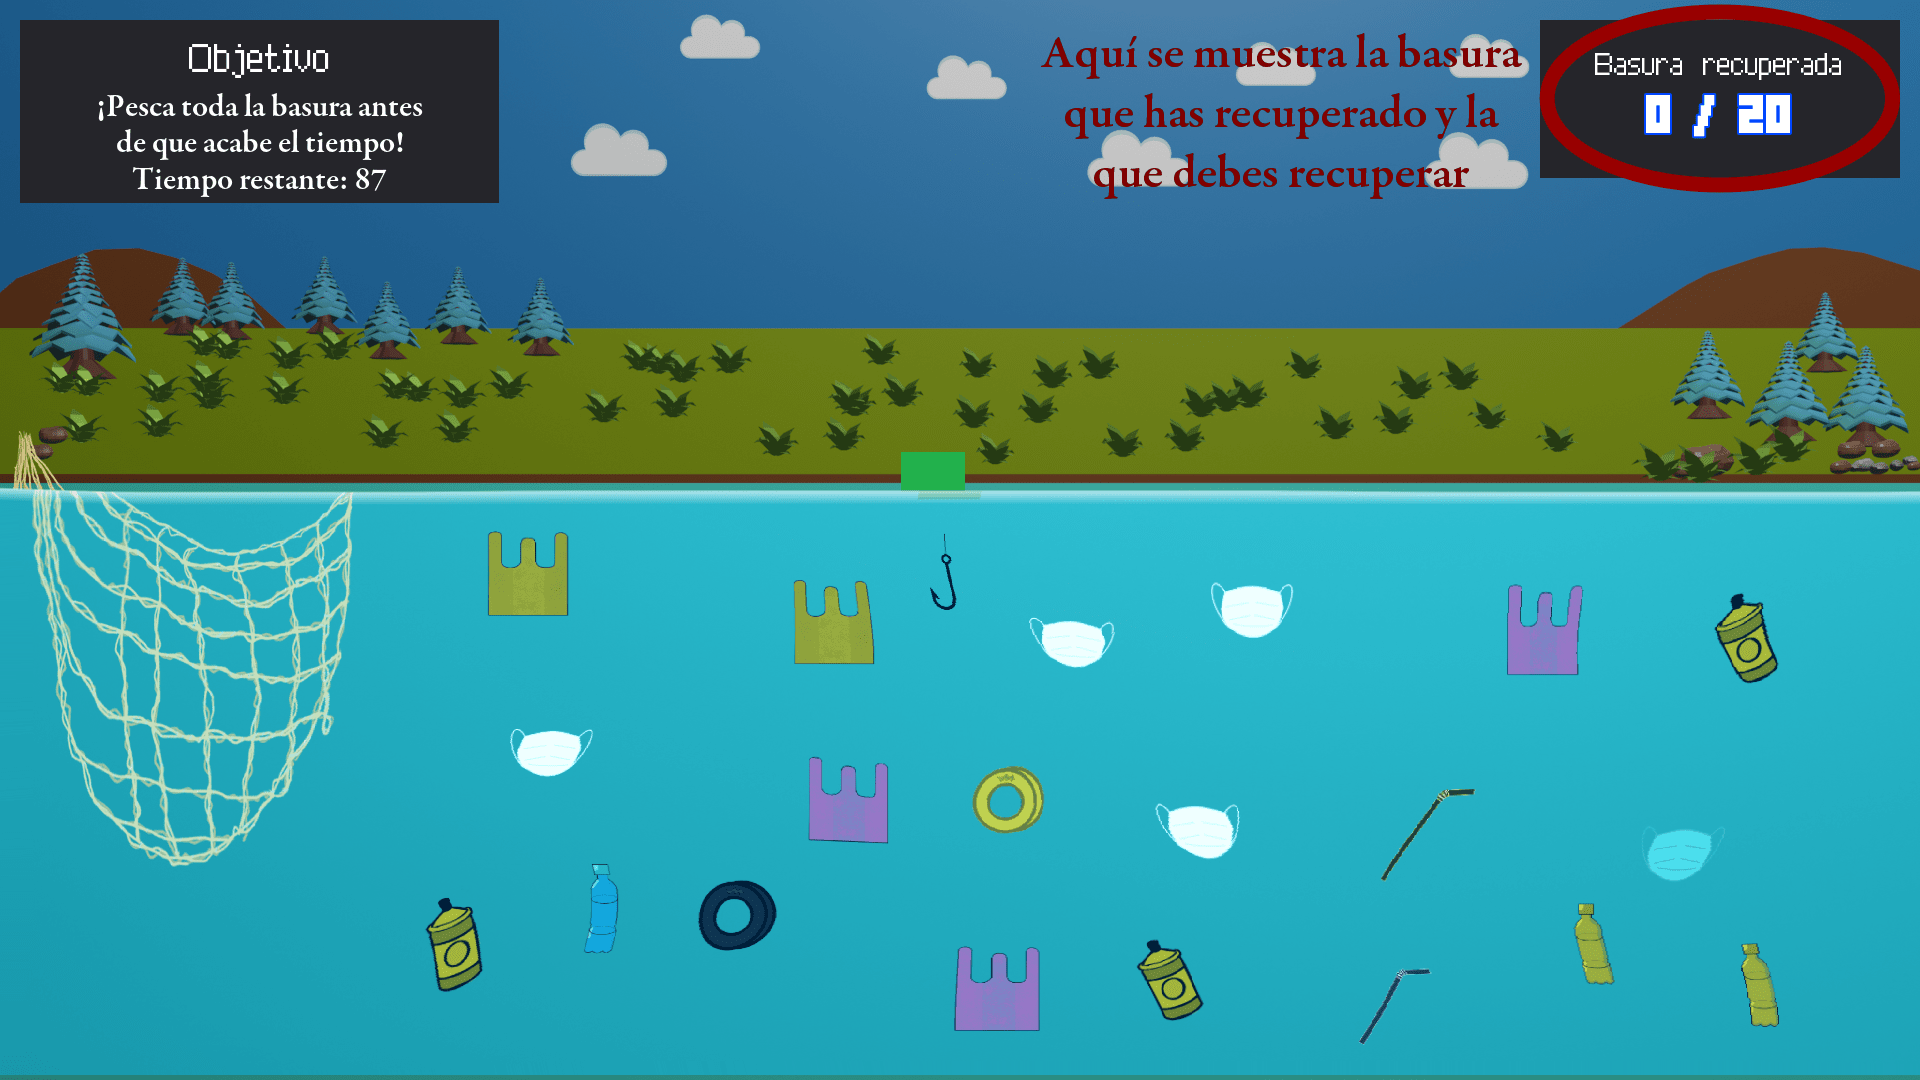 Objetivo
¡Pesca toda la basura antes
de que acabe el tiempo!
Tiempo restante: 87
Aquí se muestra la basura
que has recuperado y la
que debes recuperar
Basura recuperada
0 / 20